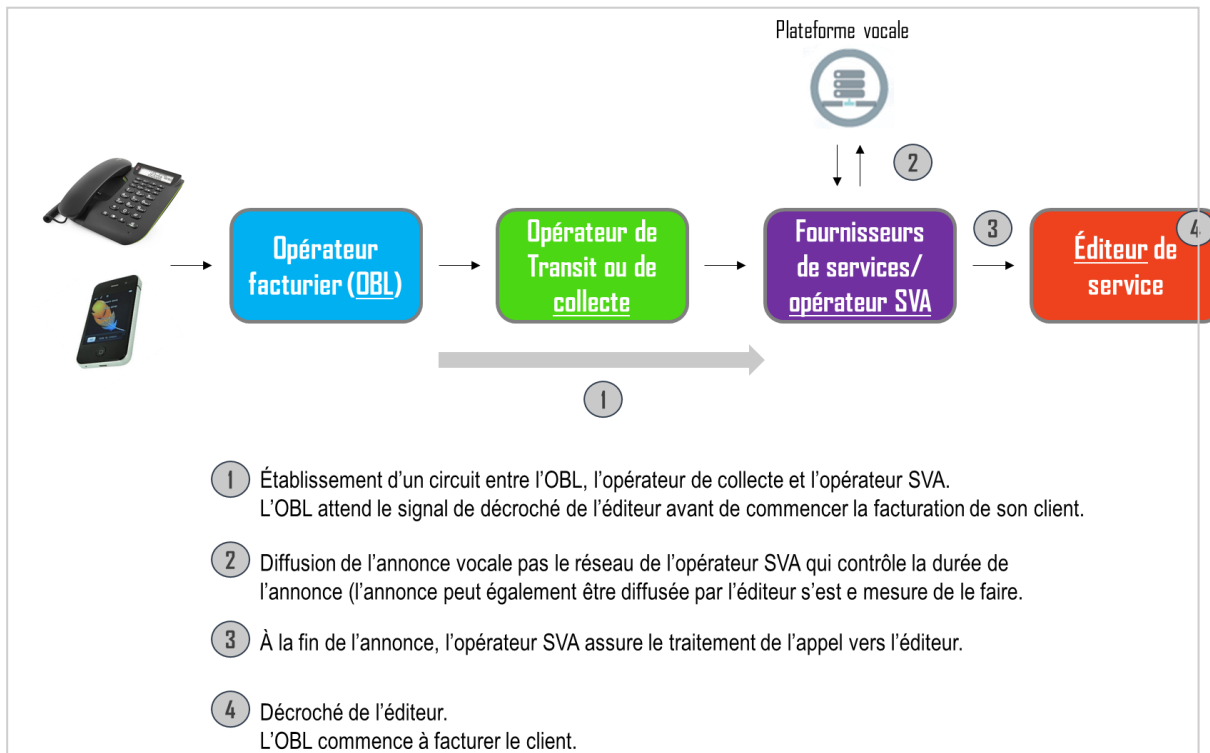 Plateforme vocale
2
Opérateur
facturier (OBL)
Opérateur de
Transit ou de
collecte
Fournisseurs
de services/
opérateur SVA
3
Éditeur de
service
4
1
1 Établissement d’un circuit entre l’OBL, l’opérateur de collecte et l’opérateur SVA.
L’OBL attend le signal de décroché de l’éditeur avant de commencer la facturation de son client.
2 Diffusion de l’annonce vocale pas le réseau de l’opérateur SVA qui contrôle la durée de
l’annonce (l’annonce peut également être diffusée par l’éditeur s’est e mesure de le faire.
3 À la fin de l’annonce, l’opérateur SVA assure le traitement de l’appel vers l’éditeur.
4 Décroché de l’éditeur.
L’OBL commence à facturer le client.